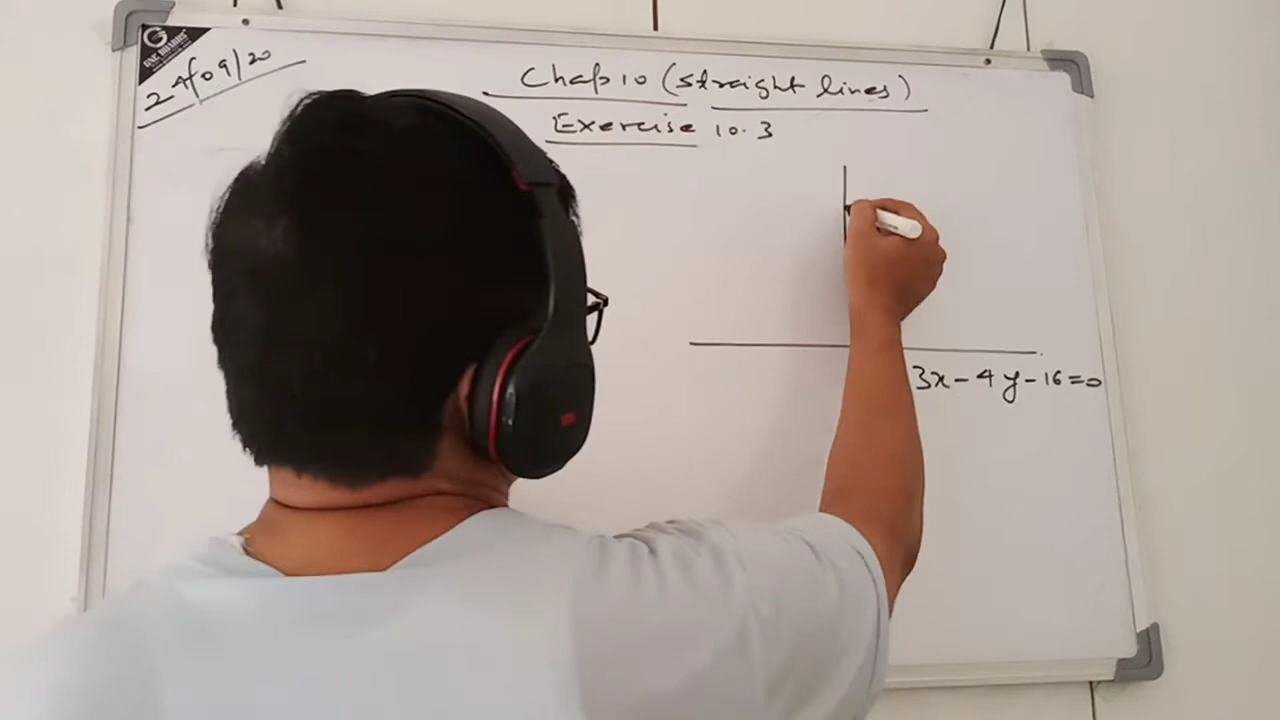 24/09/20
Chap 10 (straight lines)
Exercise 10.3
3x - 4y - 16 = 0